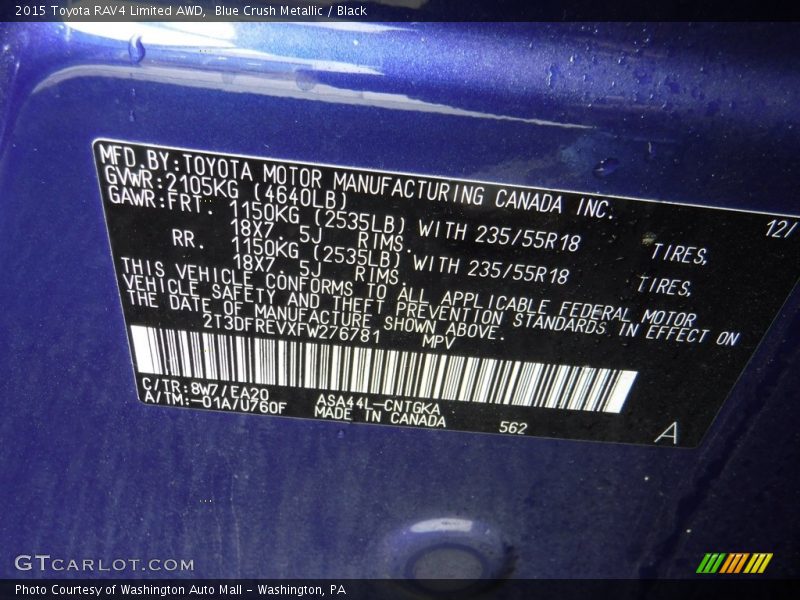 2015 Toyota RAV4 Limited AWD,  Blue Crush Metallic / Black
MFD.BY:TOYOTA MOTOR MANUFACTURING CANADA INC. 12/
GVWR:2105KG (4640LB)
GAWR:FRT. 1150KG (2535LB) WITH 235/55R18 TIRES,
18X7.5J RIMS.
RR. 1150KG (2535LB) WITH 235/55R18 TIRES,
18X7.5J RIMS.
THIS VEHICLE CONFORMS TO ALL APPLICABLE FEDERAL MOTOR
VEHICLE SAFETY AND THEFT PREVENTION STANDARDS IN EFFECT ON
THE DATE OF MANUFACTURE SHOWN ABOVE.
2T3DFREVXFW276781 MPV
C/TR:8W7/EA20 ASA44L-CNTGKA
A/TM:-01A/U760F MADE IN CANADA 562 A
GTCARLOT.COM
Photo Courtesy of Washington Auto Mall - Washington, PA